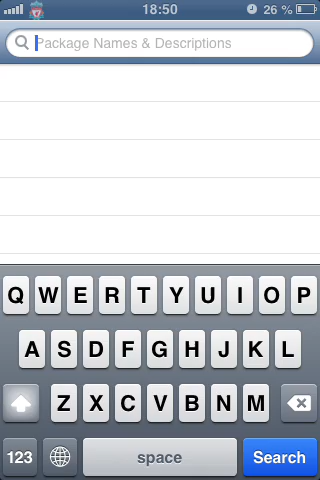 18:50 26 %
Package Names & Descriptions
Q W E R T Y U I O P
A S D F G H J K L
Z X C V B N M
123 space Search